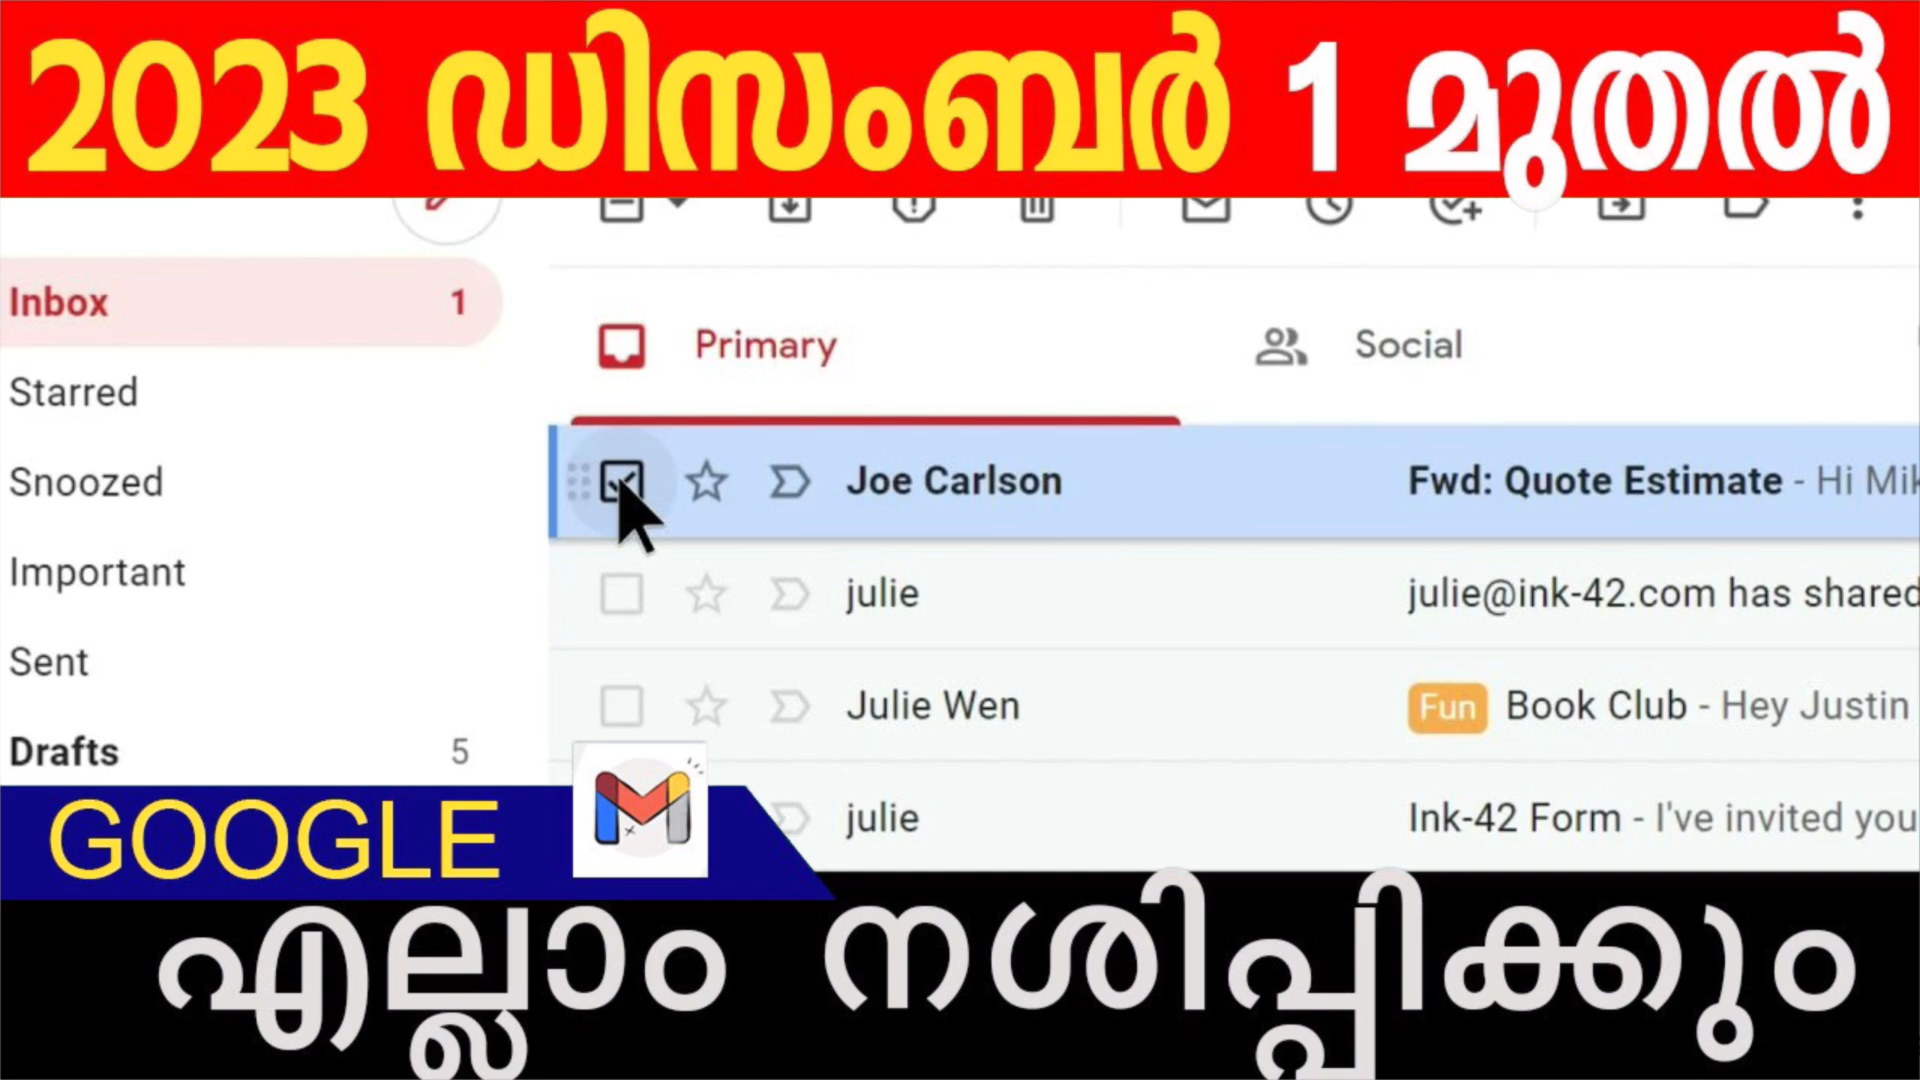 2023 ഡിസംബർ 1 മുതൽ
Inbox 1
Primary Social
Starred
Snoozed
Joe Carlson Fwd: Quote Estimate - Hi Mik
Important
julie julie@ink-42.com has shared
Sent
Julie Wen Fun Book Club - Hey Justin
Drafts 5
julie Ink-42 Form - I've invited you
GOOGLE
എല്ലാം നശിപ്പിക്കും